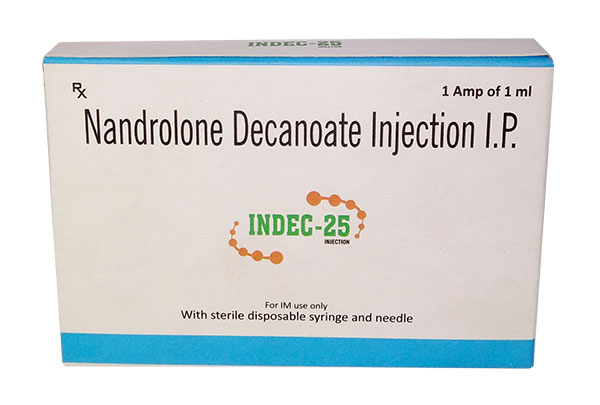 INDEC-25
Rx
1 Amp of 1 ml
Nandrolone Decanoate Injection I.P.
INDEC-25
INJECTION
For IM use only
With sterile disposable syringe and needle